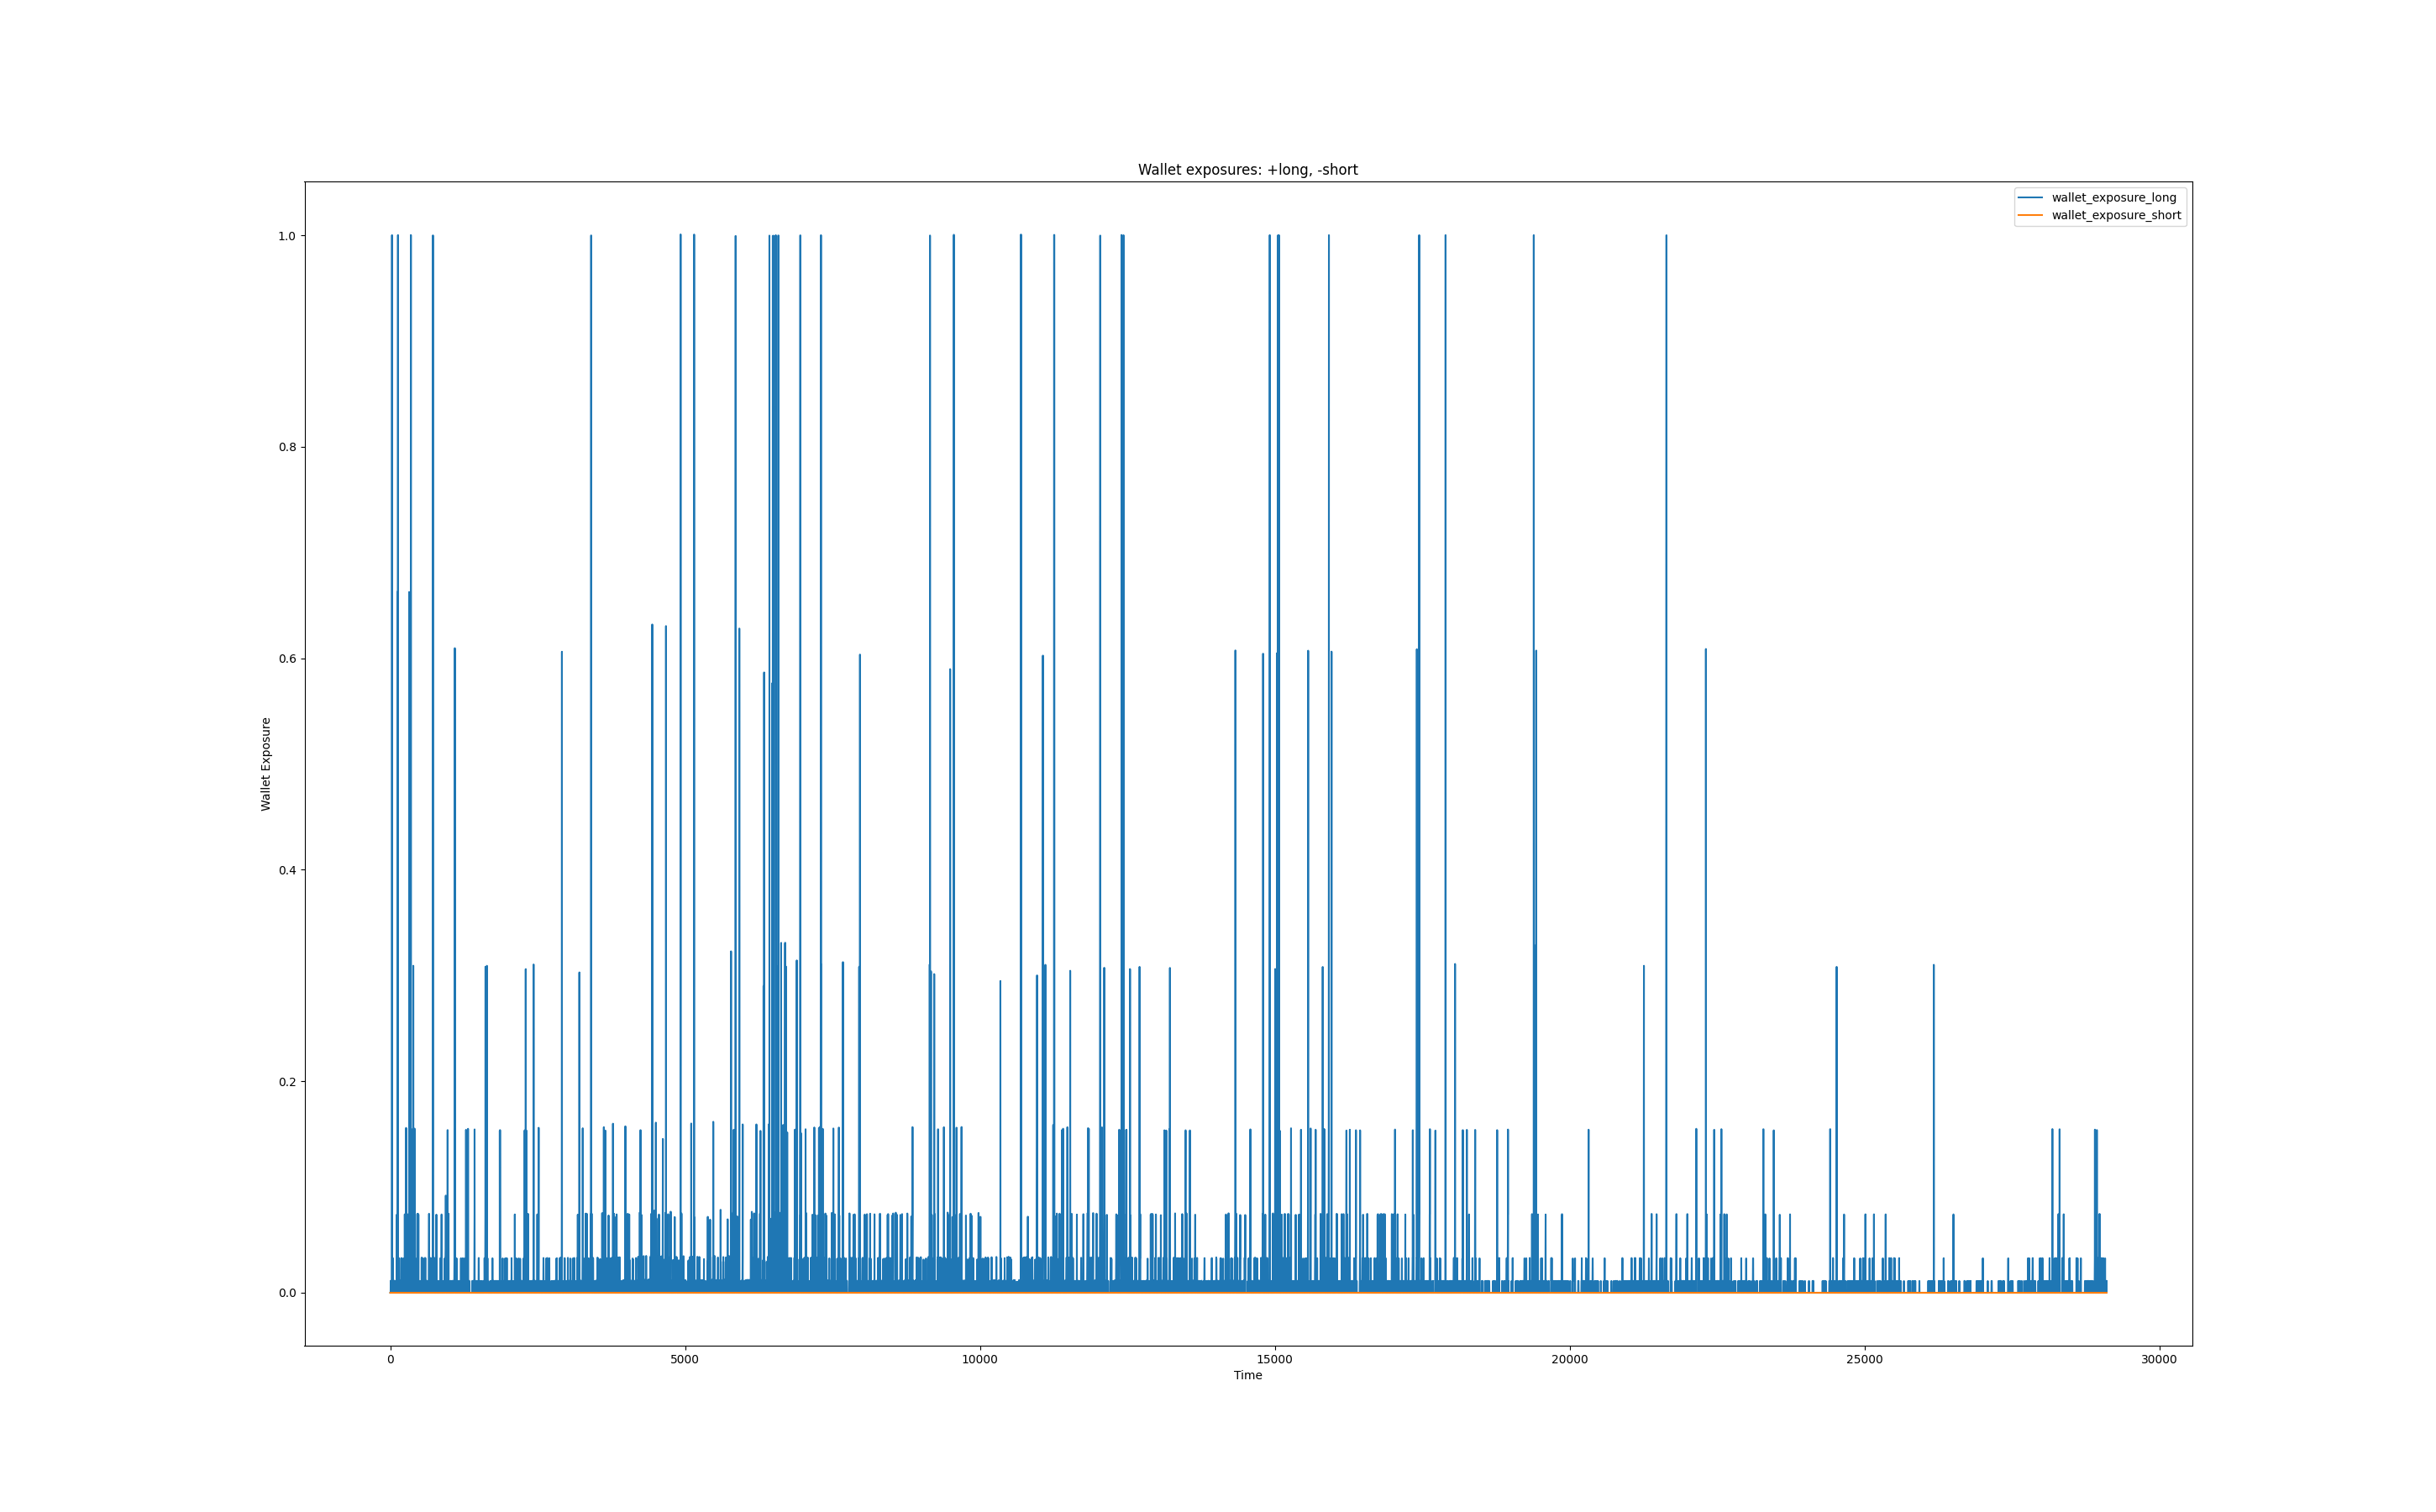 Wallet exposures: +long, -short
wallet_exposure_long
wallet_exposure_short
1.0
0.8
0.6
0.4
0.2
0.0
Wallet Exposure
0 5000 10000 15000 20000 25000 30000
Time